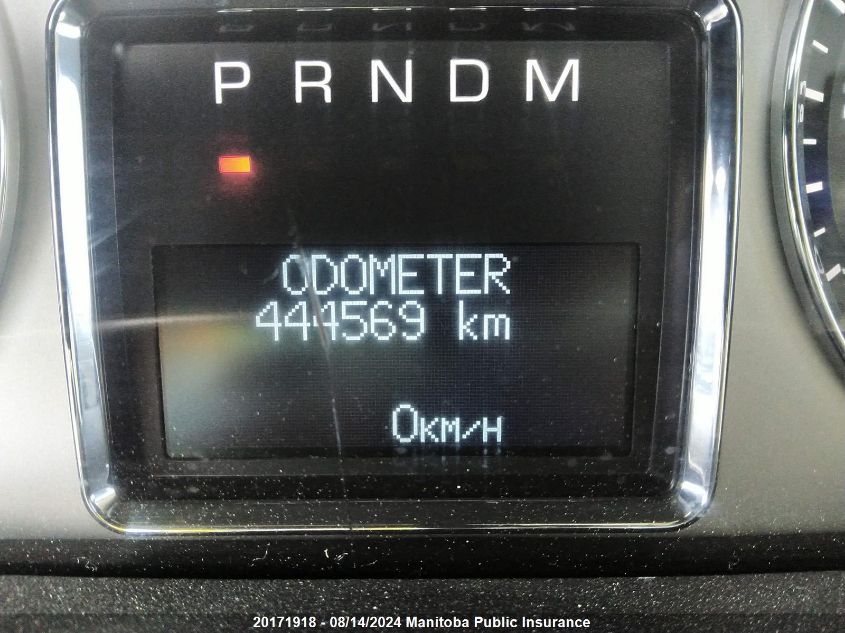 P R N D M
ODOMETER
444569 km
0KM/H
20171918 - 08/14/2024 Manitoba Public Insurance